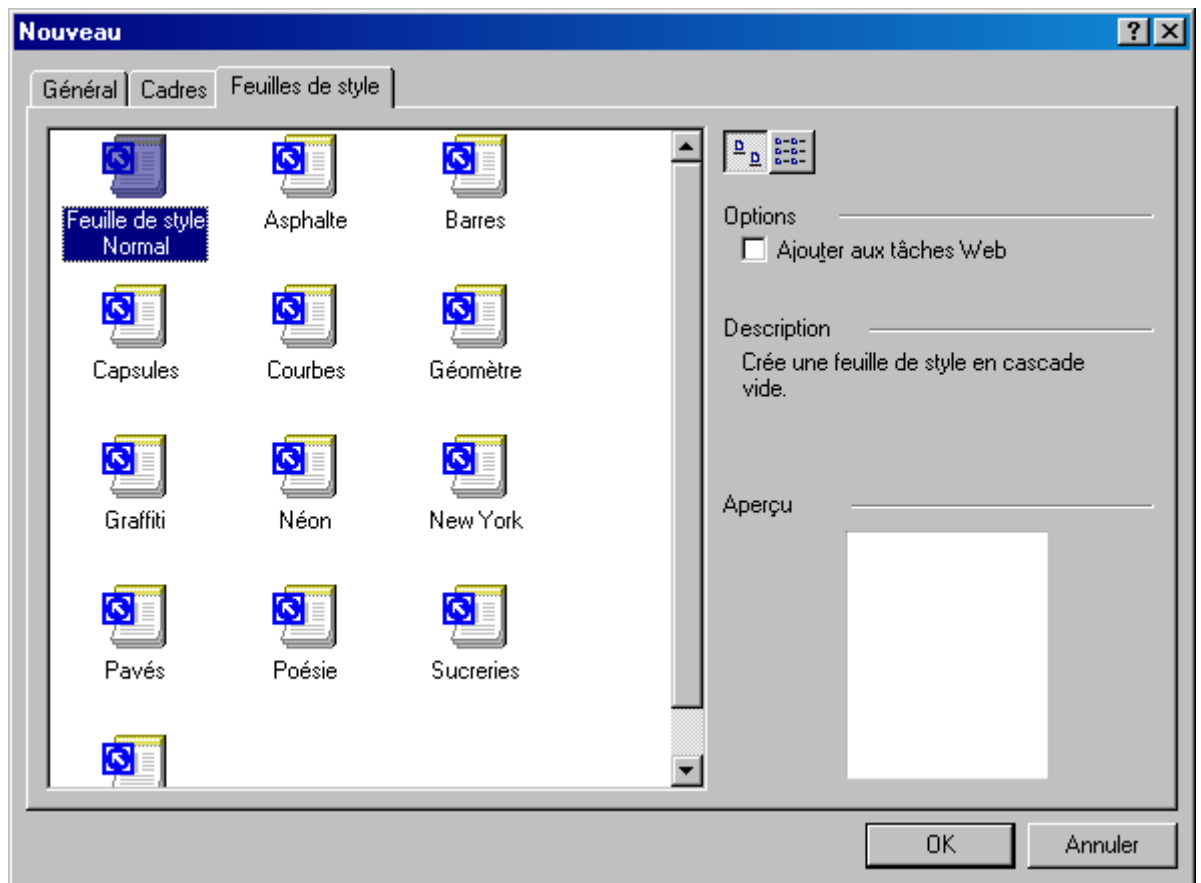 Nouveau
Général
Cadres
Feuilles de style
Feuille de style
Normal
Asphalte
Barres
Capsules
Courbes
Géomètre
Graffiti
Néon
New York
Pavés
Poésie
Sucreries
Options
Ajouter aux tâches Web
Description
Crée une feuille de style en cascade
vide.
Aperçu
OK
Annuler